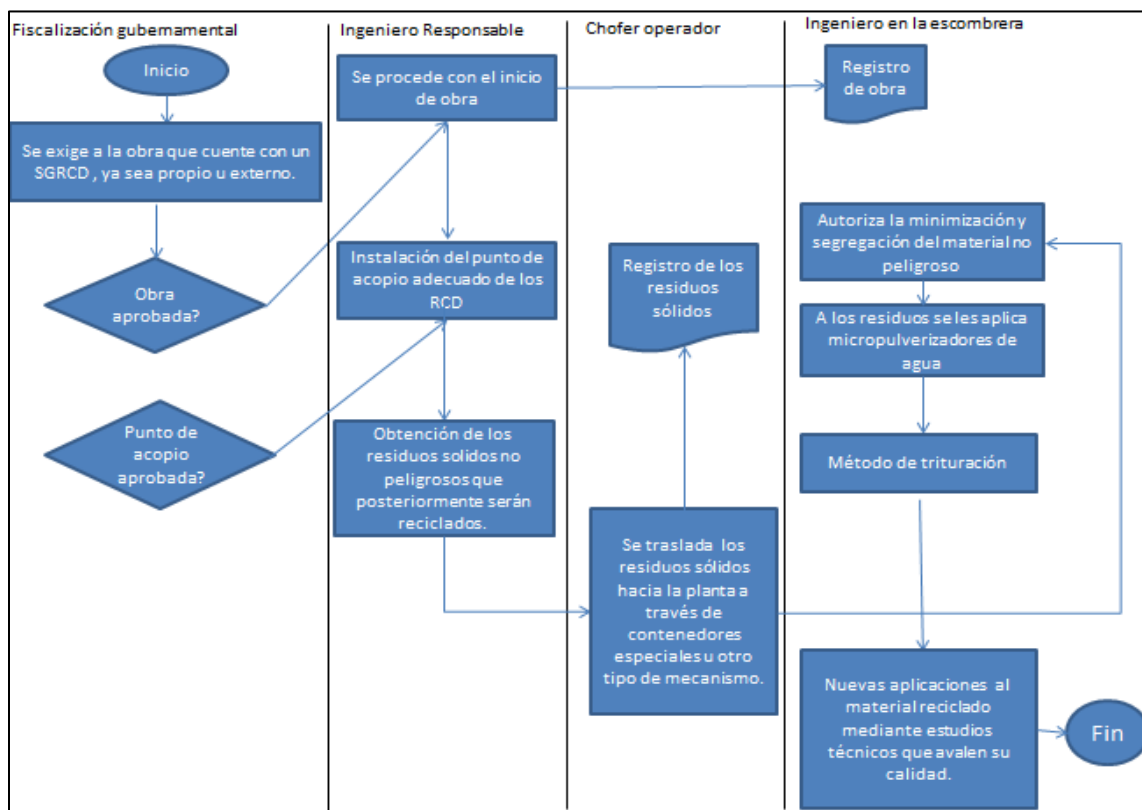 Fiscalización gubernamental
Inicio
Se exige a la obra que cuente con un
SGRCD , ya sea propio u externo.
Obra
aprobada?
Punto de
acopio
aprobada?
Ingeniero Responsable
Se procede con el inicio
de obra
Instalación del punto de
acopio adecuado de los
RCD
Obtención de los
residuos solidos no
peligrosos que
posteriormente serán
reciclados.
Chofer operador
Registro de los
residuos
sólidos
Se traslada los
residuos sólidos
hacia la planta a
través de
contenedores
especiales u otro
tipo de mecanismo.
Ingeniero en la escombrera
Registro
de obra
Autoriza la minimización y
segregación del material no
peligroso
A los residuos se les aplica
micropulverizadores de
agua
Método de trituración
Nuevas aplicaciones al
material reciclado
mediante estudios
técnicos que avalen su
calidad.
Fin